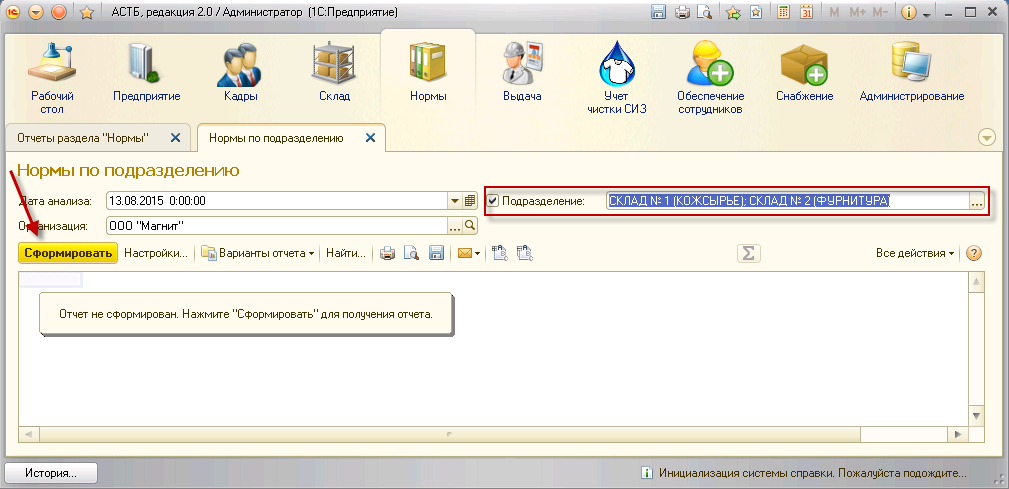 АСТБ, редакция 2.0 / Администратор (1С:Предприятие)
M M+ M-
Рабочий стол
Предприятие
Кадры
Склад
Нормы
Выдача
Учет чистки СИЗ
Обеспечение сотрудников
Снабжение
Администрирование
Отчеты раздела "Нормы"
Нормы по подразделению
Нормы по подразделению
Дата анализа: 13.08.2015 0:00:00
Подразделение: СКЛАД № 1 (КОЖСЫРЬЕ); СКЛАД № 2 (ФУРНИТУРА)
Организация: ООО "Магнит"
Сформировать Настройки... Варианты отчета Найти... Σ Все действия
Отчет не сформирован. Нажмите "Сформировать" для получения отчета.
История... Инициализация системы справки. Пожалуйста подождите...